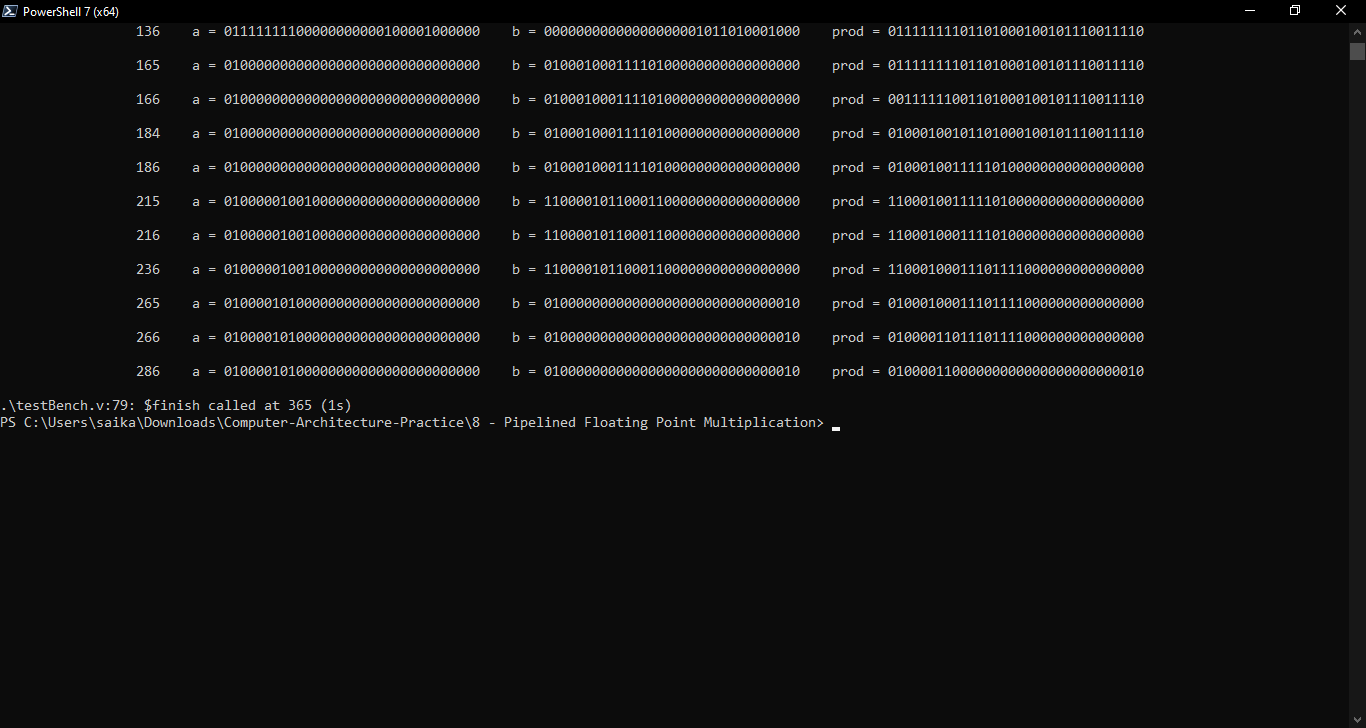 PowerShell 7 (x64)
136 a = 01111111100000000000100001000000 b = 00000000000000000001011010001000 prod = 01111111101101000100101110011110
165 a = 01000000000000000000000000000000 b = 01000100011110100000000000000000 prod = 01111111101101000100101110011110
166 a = 01000000000000000000000000000000 b = 01000100011110100000000000000000 prod = 00111111001101000100101110011110
184 a = 01000000000000000000000000000000 b = 01000100011110100000000000000000 prod = 01000100101101000100101110011110
186 a = 01000000000000000000000000000000 b = 01000100011110100000000000000000 prod = 01000100111110100000000000000000
215 a = 01000001001000000000000000000000 b = 11000010110001100000000000000000 prod = 11000100111110100000000000000000
216 a = 01000001001000000000000000000000 b = 11000010110001100000000000000000 prod = 11000100011110100000000000000000
236 a = 01000001001000000000000000000000 b = 11000010110001100000000000000000 prod = 11000100011101111000000000000000
265 a = 01000010100000000000000000000000 b = 01000000000000000000000000000010 prod = 01000100011101111000000000000000
266 a = 01000010100000000000000000000000 b = 01000000000000000000000000000010 prod = 01000011011101111000000000000000
286 a = 01000010100000000000000000000000 b = 01000000000000000000000000000010 prod = 01000011000000000000000000000010
.\testBench.v:79: $finish called at 365 (1s)
PS C:\Users\saika\Downloads\Computer-Architecture-Practice\8 - Pipelined Floating Point Multiplication>